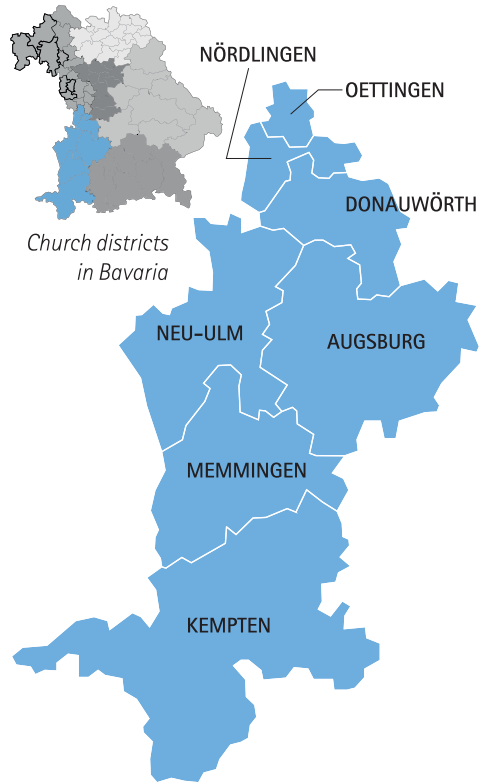 NÖRDLINGEN
OETTINGEN
DONAUWÖRTH
Church districts
in Bavaria
NEU-ULM
AUGSBURG
MEMMINGEN
KEMPTEN